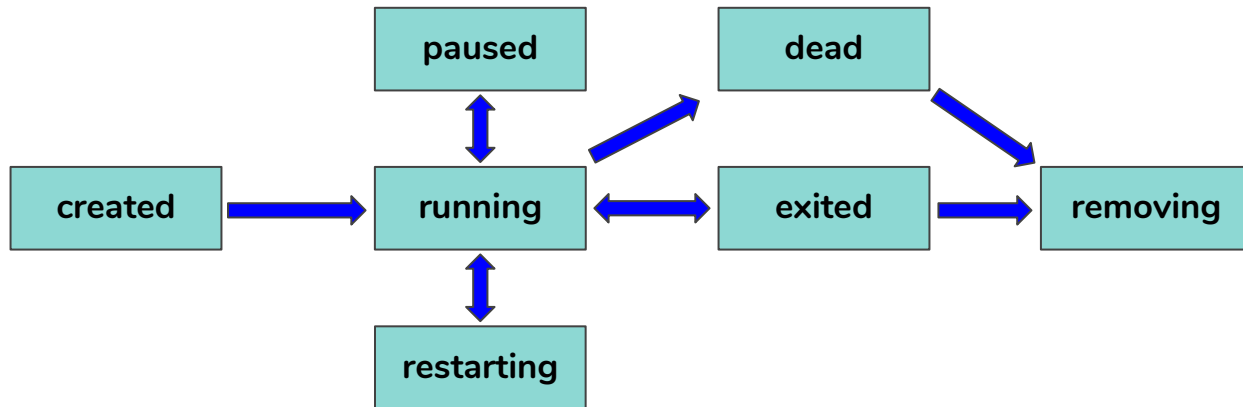 paused
dead
created
running
exited
removing
restarting